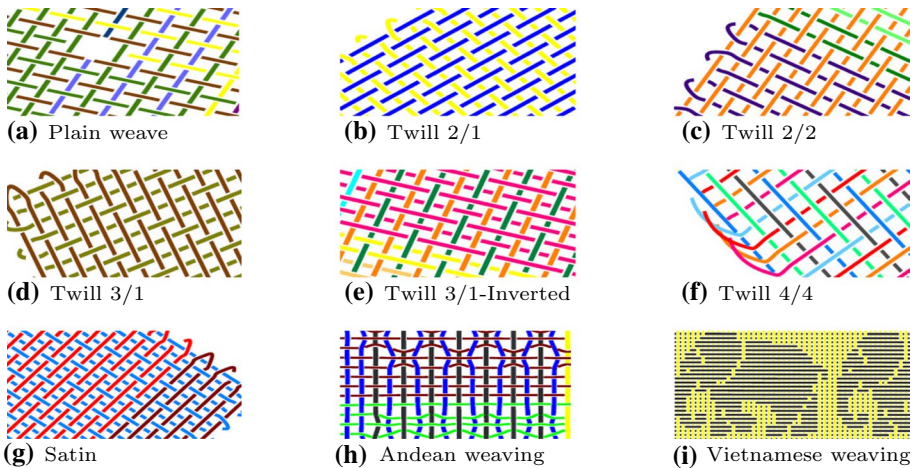 (a) Plain weave
(b) Twill 2/1
(c) Twill 2/2
(d) Twill 3/1
(e) Twill 3/1-Inverted
(f) Twill 4/4
(g) Satin
(h) Andean weaving
(i) Vietnamese weaving